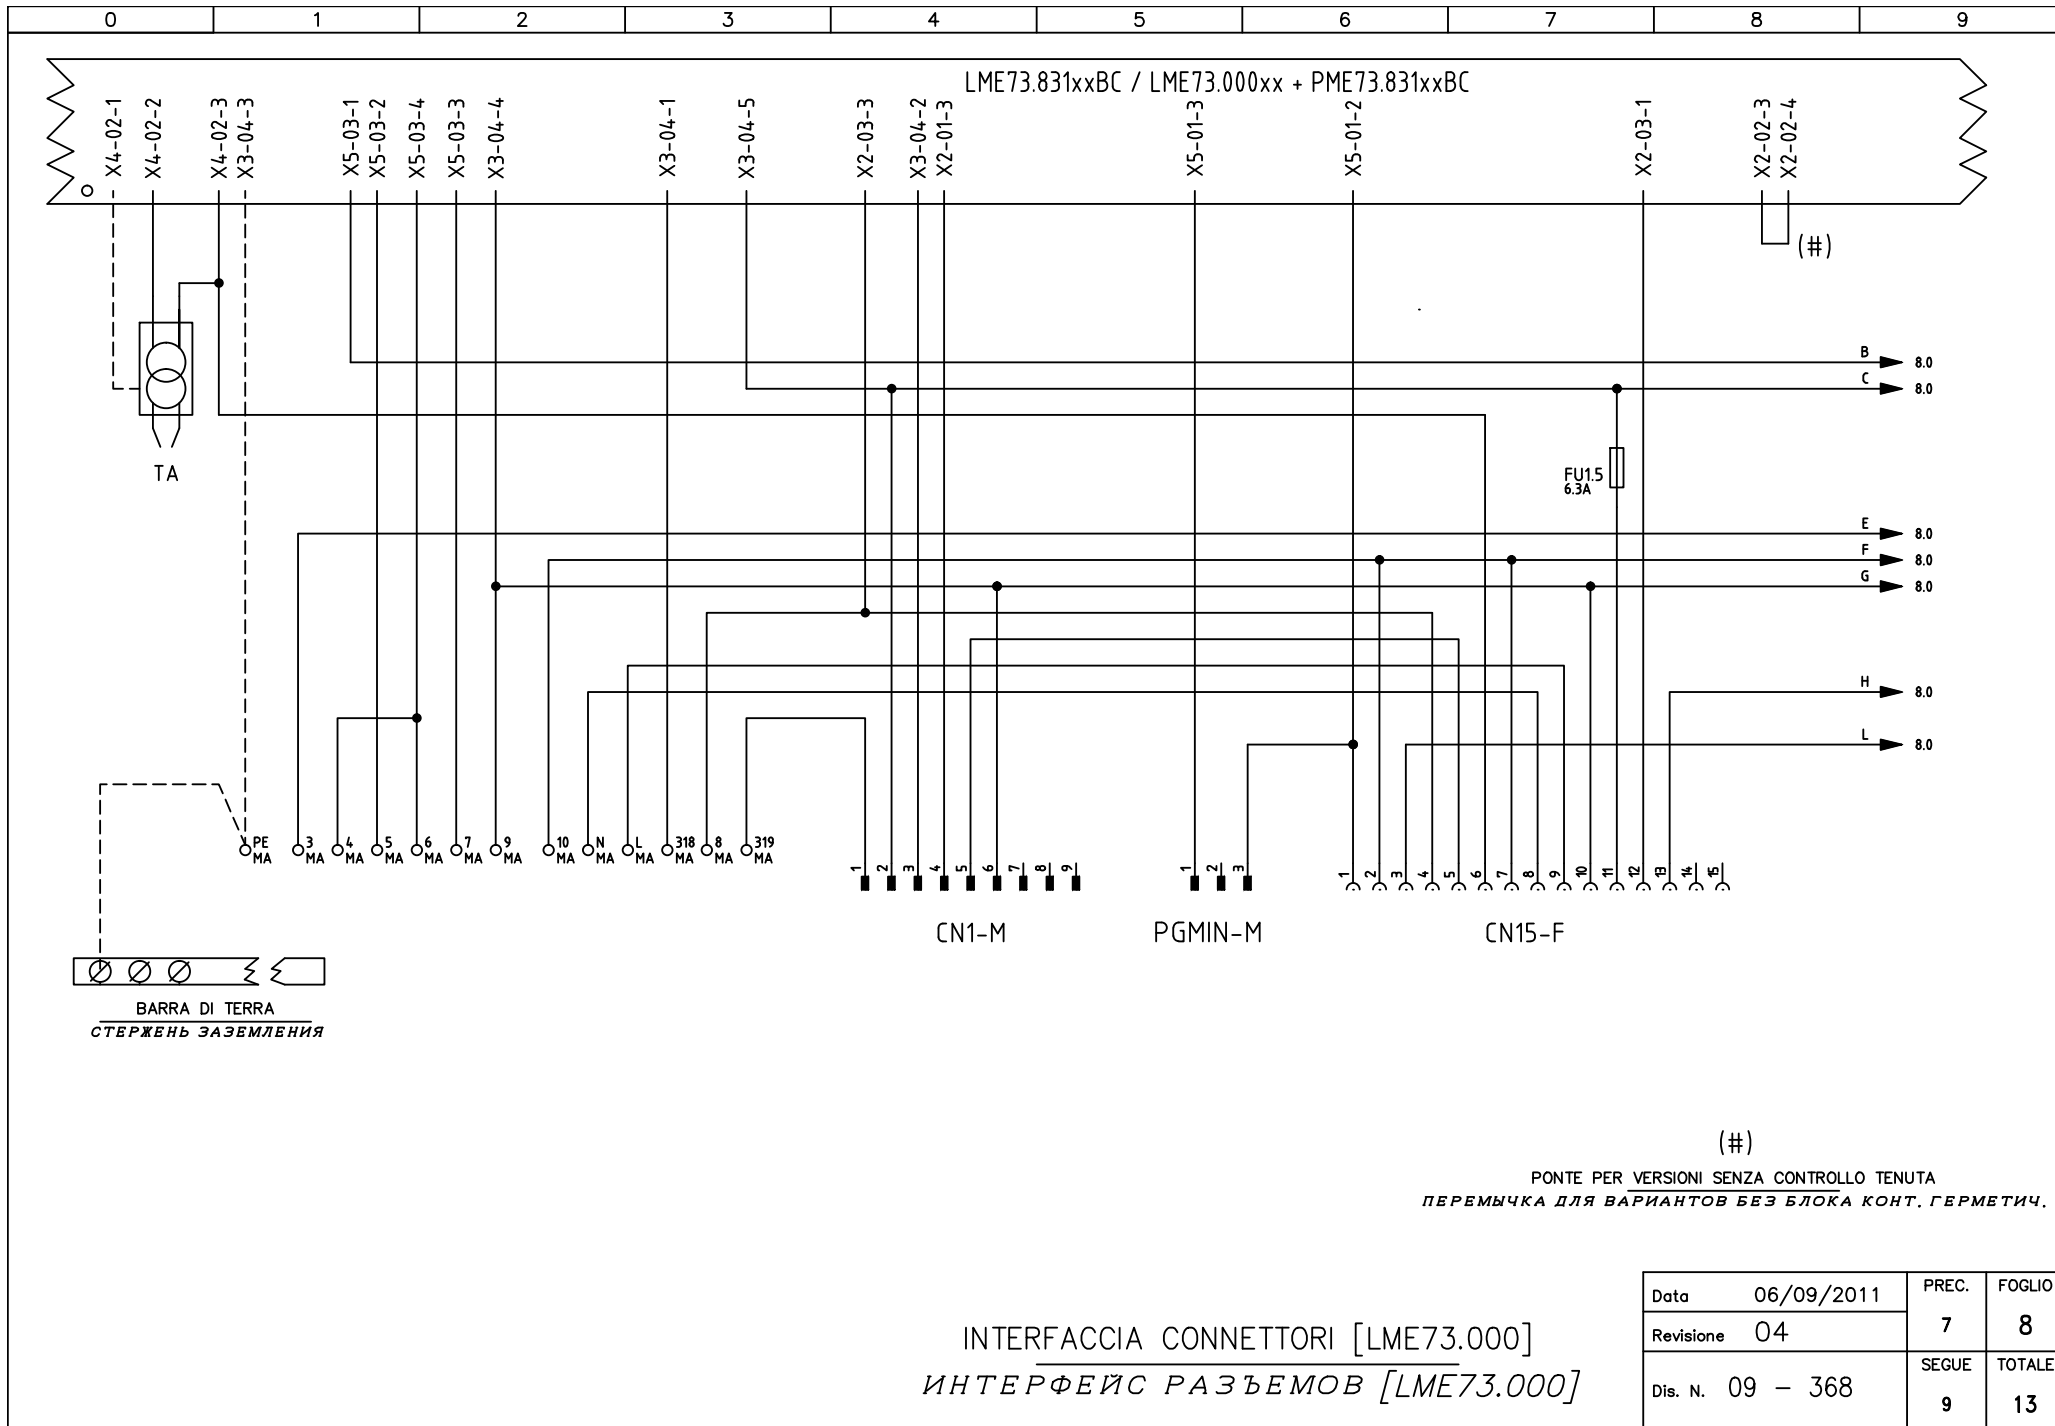 0 1 2 3 4 5 6 7 8 9
LME73.831xxBC / LME73.000xx + PME73.831xxBC
X4-02-1 X4-02-2 X4-02-3 X3-04-3 X5-03-1 X5-03-2 X5-03-4 X5-03-3 X3-04-4 X3-04-1 X3-04-5 X2-03-3 X3-04-2 X2-01-3 X5-01-3 X5-01-2 X2-03-1 X2-02-3 X2-02-4
(#)
B 8.0
C 8.0
TA
FU1.5
6.3A
E 8.0
F 8.0
G 8.0
H 8.0
L 8.0
PE 3 4 5 6 7 9 10 N L 318 8 319
MA MA MA MA MA MA MA MA MA MA MA MA MA
1 2 3 4 5 6 7 8 9 1 2 3 1 2 3 4 5 6 7 8 9 10 11 12 13 14 15
CN1-M PGMIN-M CN15-F
BARRA DI TERRA
СТЕРЖЕНЬ ЗАЗЕМЛЕНИЯ
(#)
PONTE PER VERSIONI SENZA CONTROLLO TENUTA
ПЕРЕМЫЧКА ДЛЯ ВАРИАНТОВ БЕЗ БЛОКА КОНТ. ГЕРМЕТИЧ.
INTERFACCIA CONNETTORI [LME73.000]
ИНТЕРФЕЙС РАЗЪЕМОВ [LME73.000]
Data 06/09/2011 PREC. FOGLIO
Revisione 04 7 8
SEGUE TOTALE
Dis. N. 09 - 368
9 13